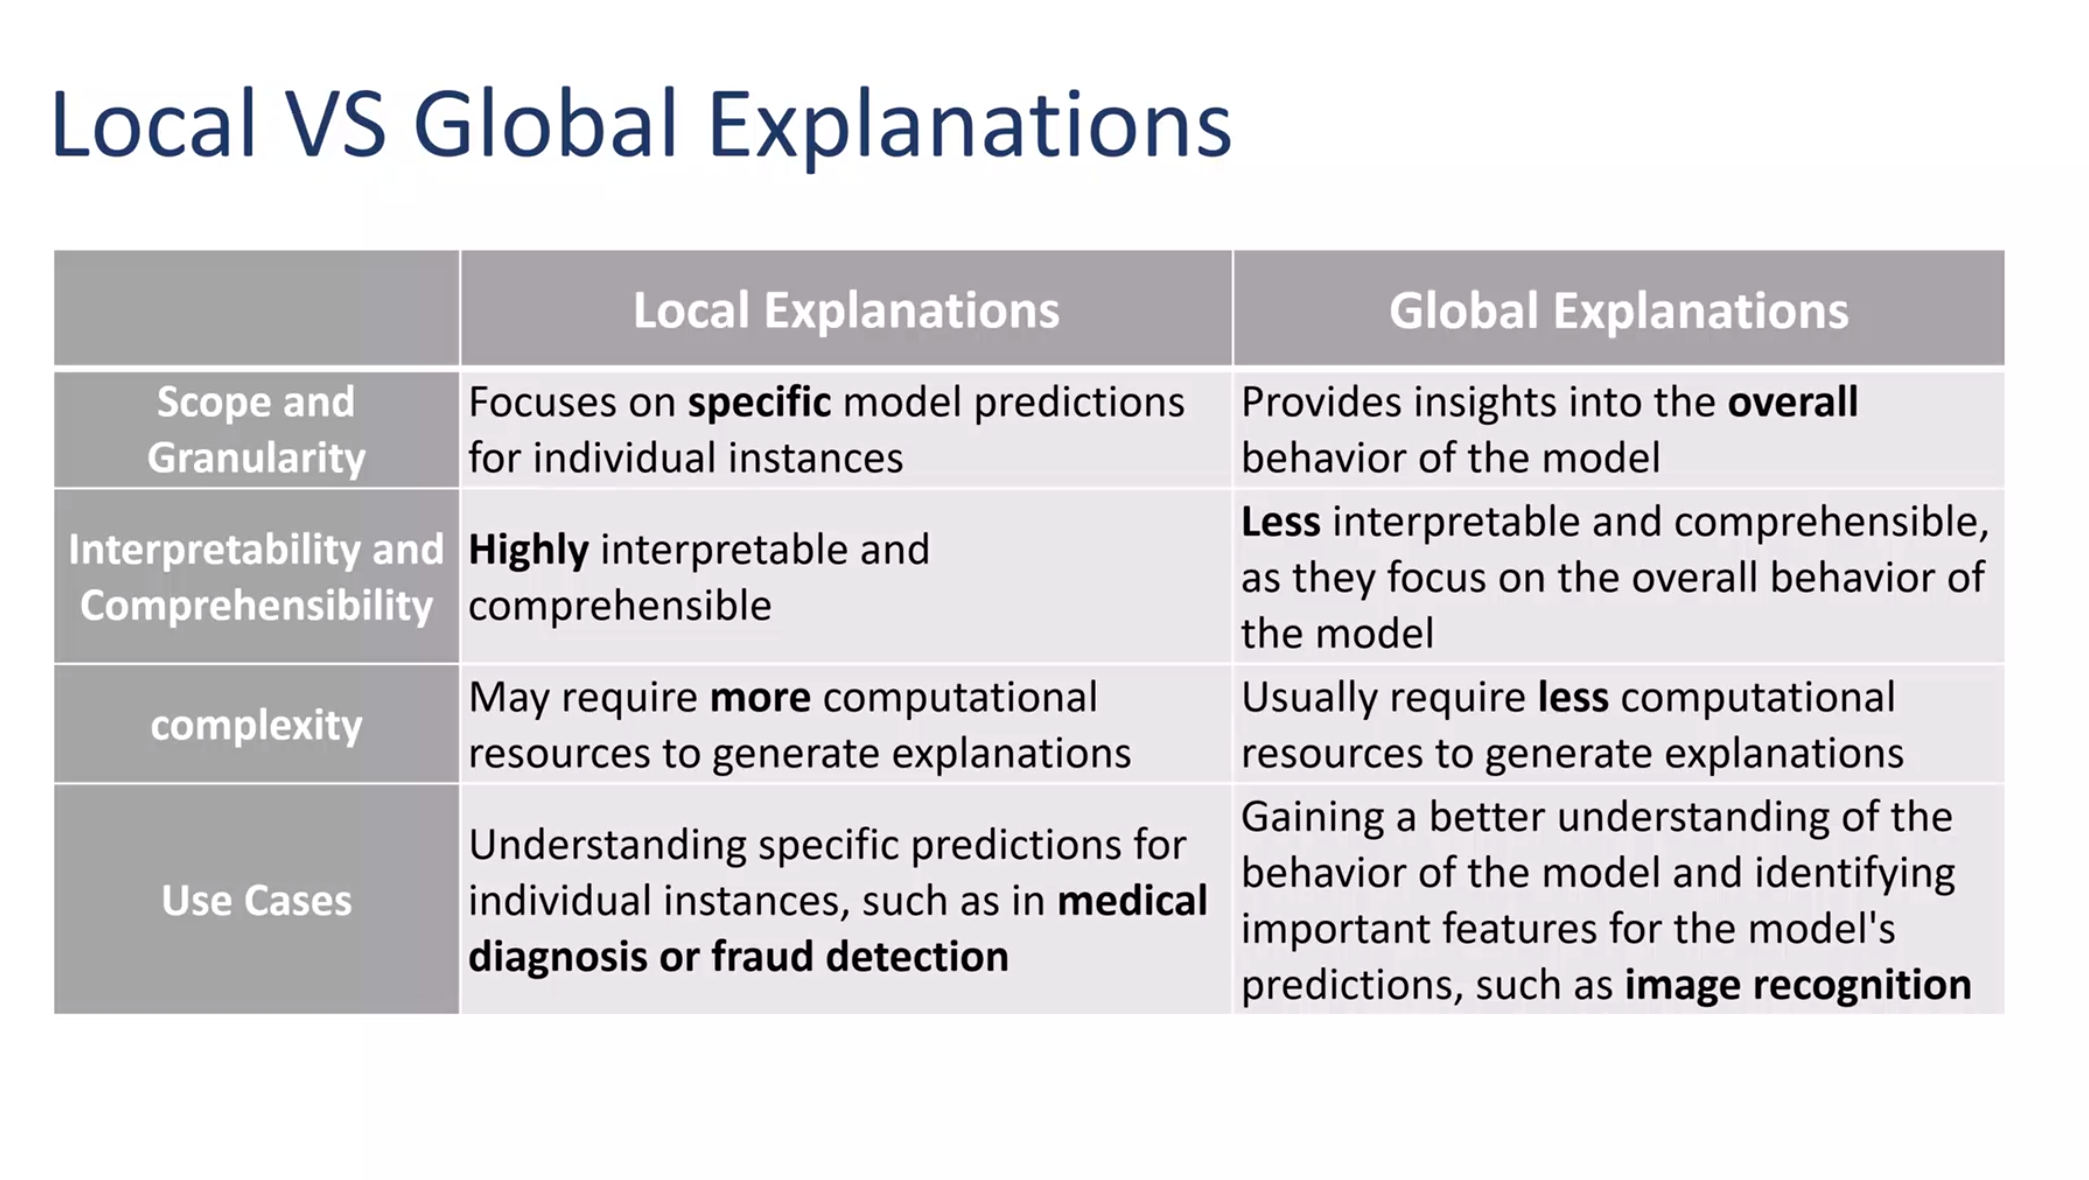 Local VS Global Explanations
Local Explanations
Global Explanations
Scope and
Granularity
Focuses on specific model predictions
for individual instances
Provides insights into the overall
behavior of the model
Interpretability and
Comprehensibility
Highly interpretable and
comprehensible
Less interpretable and comprehensible,
as they focus on the overall behavior of
the model
complexity
May require more computational
resources to generate explanations
Usually require less computational
resources to generate explanations
Use Cases
Understanding specific predictions for
individual instances, such as in medical
diagnosis or fraud detection
Gaining a better understanding of the
behavior of the model and identifying
important features for the model's
predictions, such as image recognition